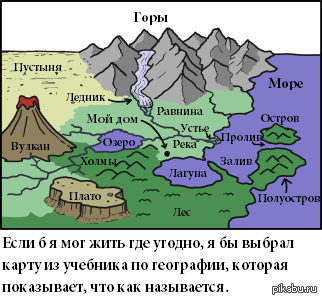 Горы
Пустыня
Море
Ледник
Равнина
Мой дом
Остров
Устье
Пролив
Вулкан
Озеро
Река
Холмы
Залив
Лагуна
Плато
Полуостров
Лес
Если б я мог жить где угодно, я бы выбрал
карту из учебника по географии, которая
показывает, что как называется.
pikabu.ru